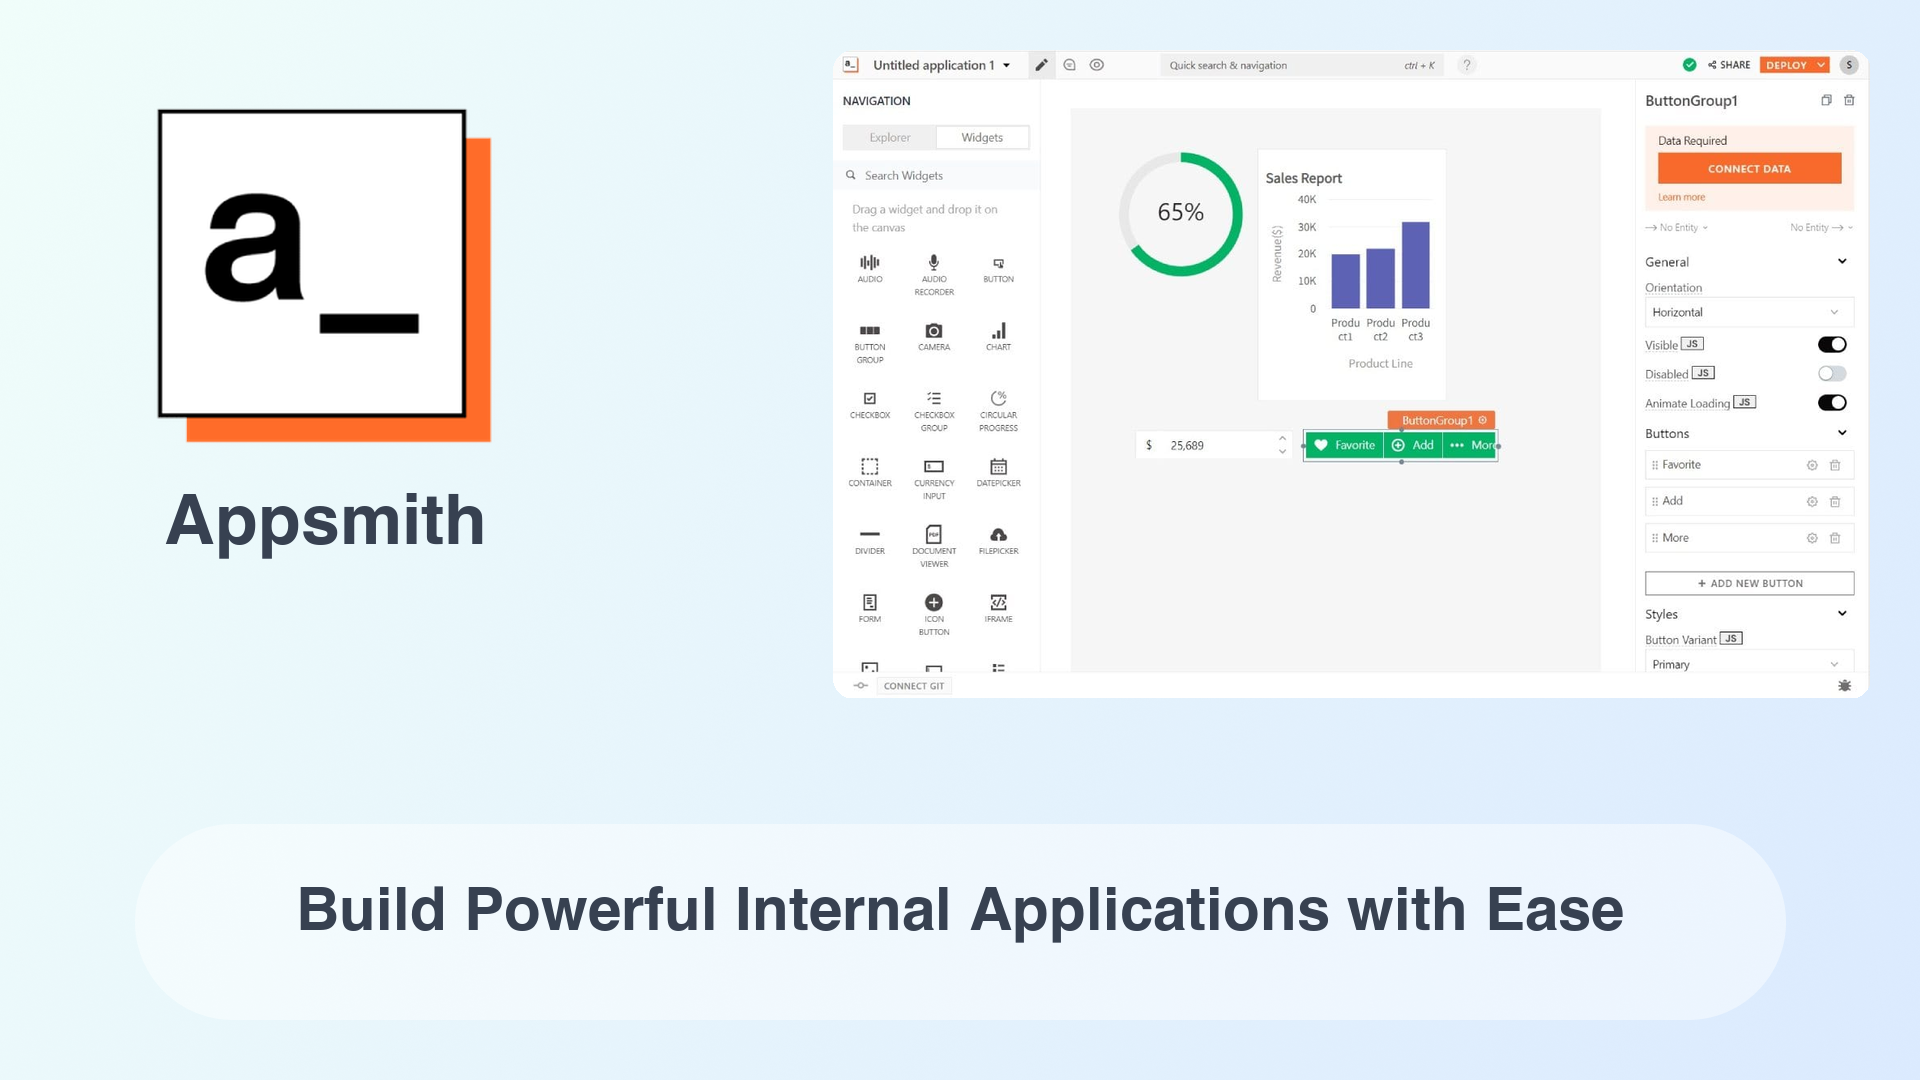 a_
Appsmith
a_
Untitled application 1
Quick search & navigation
ctrl + K
?
SHARE
DEPLOY
S
NAVIGATION
Explorer
Widgets
Search Widgets
Drag a widget and drop it on
the canvas
AUDIO
AUDIO
RECORDER
BUTTON
BUTTON
GROUP
CAMERA
CHART
CHECKBOX
CHECKBOX
GROUP
CIRCULAR
PROGRESS
CONTAINER
CURRENCY
INPUT
DATEPICKER
DIVIDER
DOCUMENT
VIEWER
FILEPICKER
FORM
ICON
BUTTON
IFRAME
CONNECT GIT
65%
Sales Report
40K
30K
20K
10K
0
Revenue($)
Produ
ct1
Produ
ct2
Produ
ct3
Product Line
ButtonGroup1
$ 25,689
Favorite
Add
More
ButtonGroup1
Data Required
CONNECT DATA
Learn more
No Entity
No Entity
General
Orientation
Horizontal
Visible JS
Disabled JS
Animate Loading JS
Buttons
Favorite
Add
More
+ ADD NEW BUTTON
Styles
Button Variant JS
Primary
Build Powerful Internal Applications with Ease